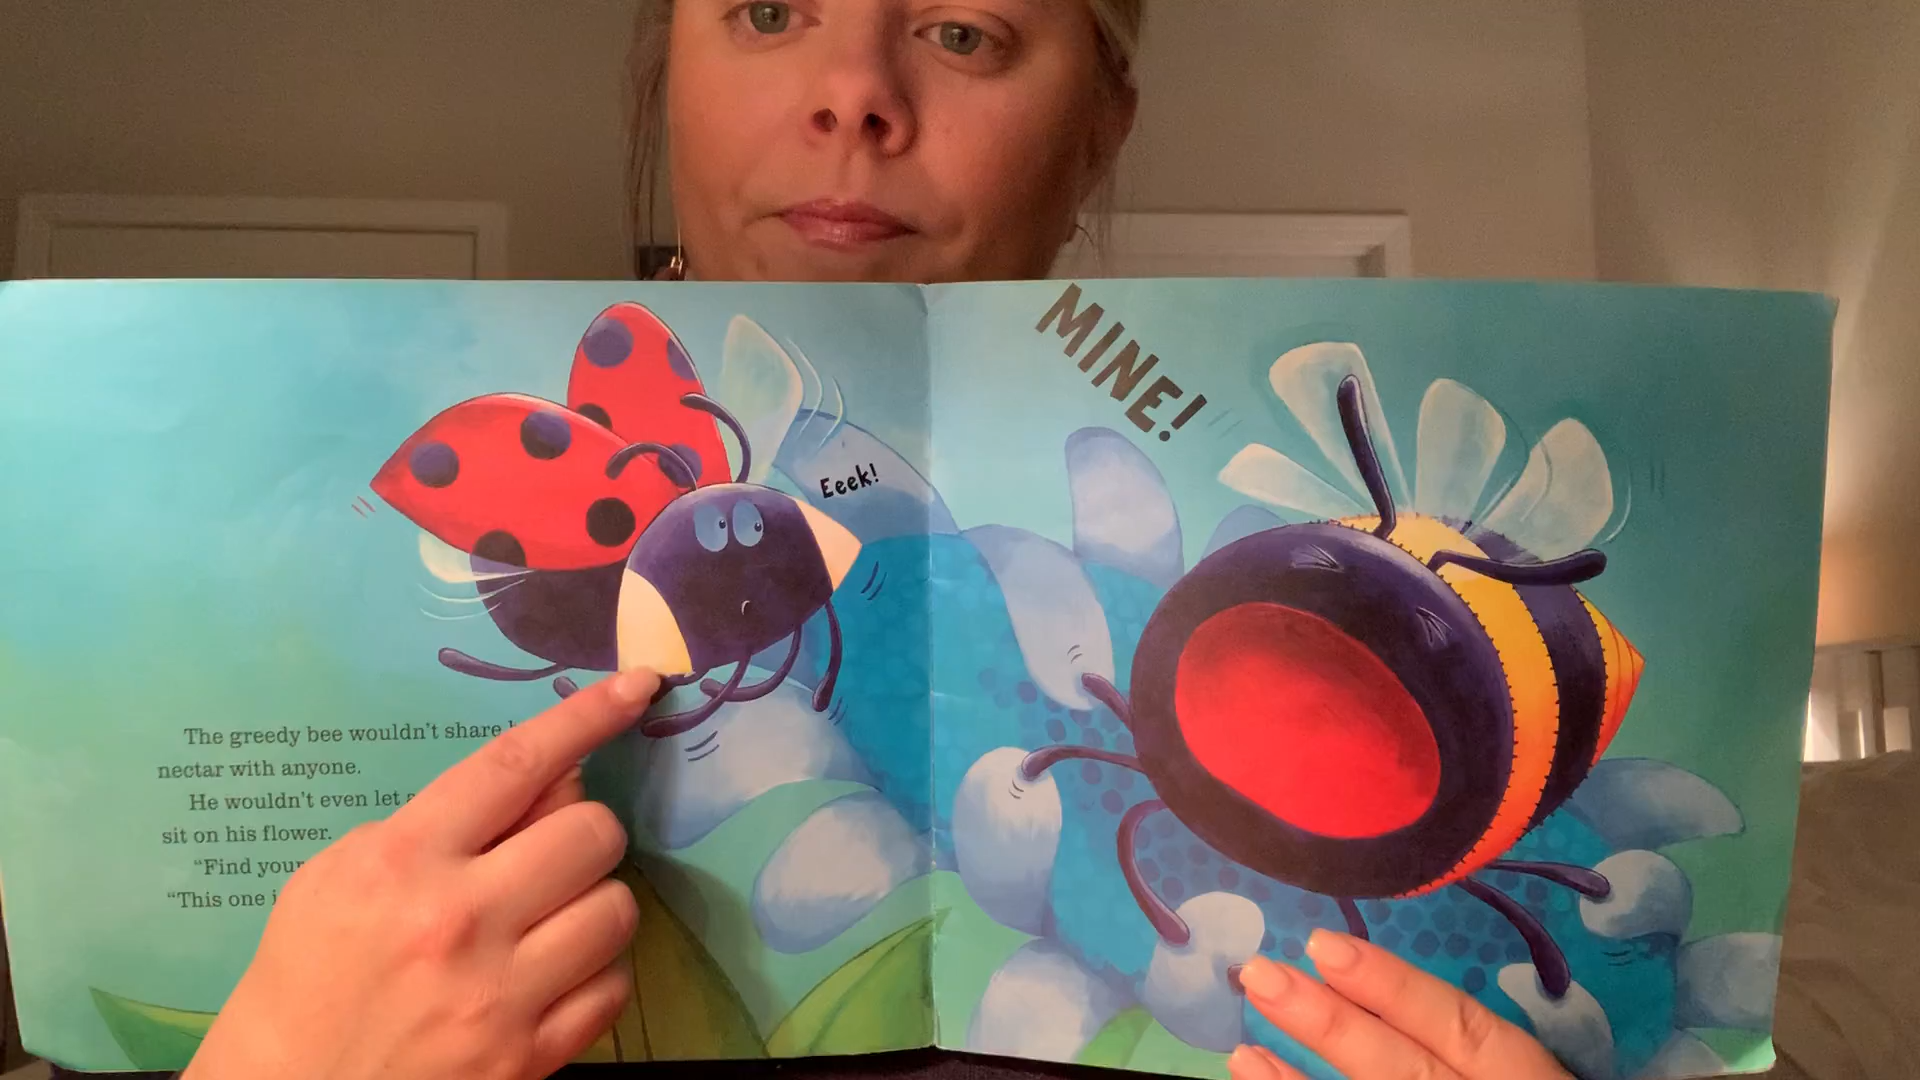 MINE!
Eeek!
The greedy bee wouldn't share
nectar with anyone.
He wouldn't even let
sit on his flower.
"Find your
"This one